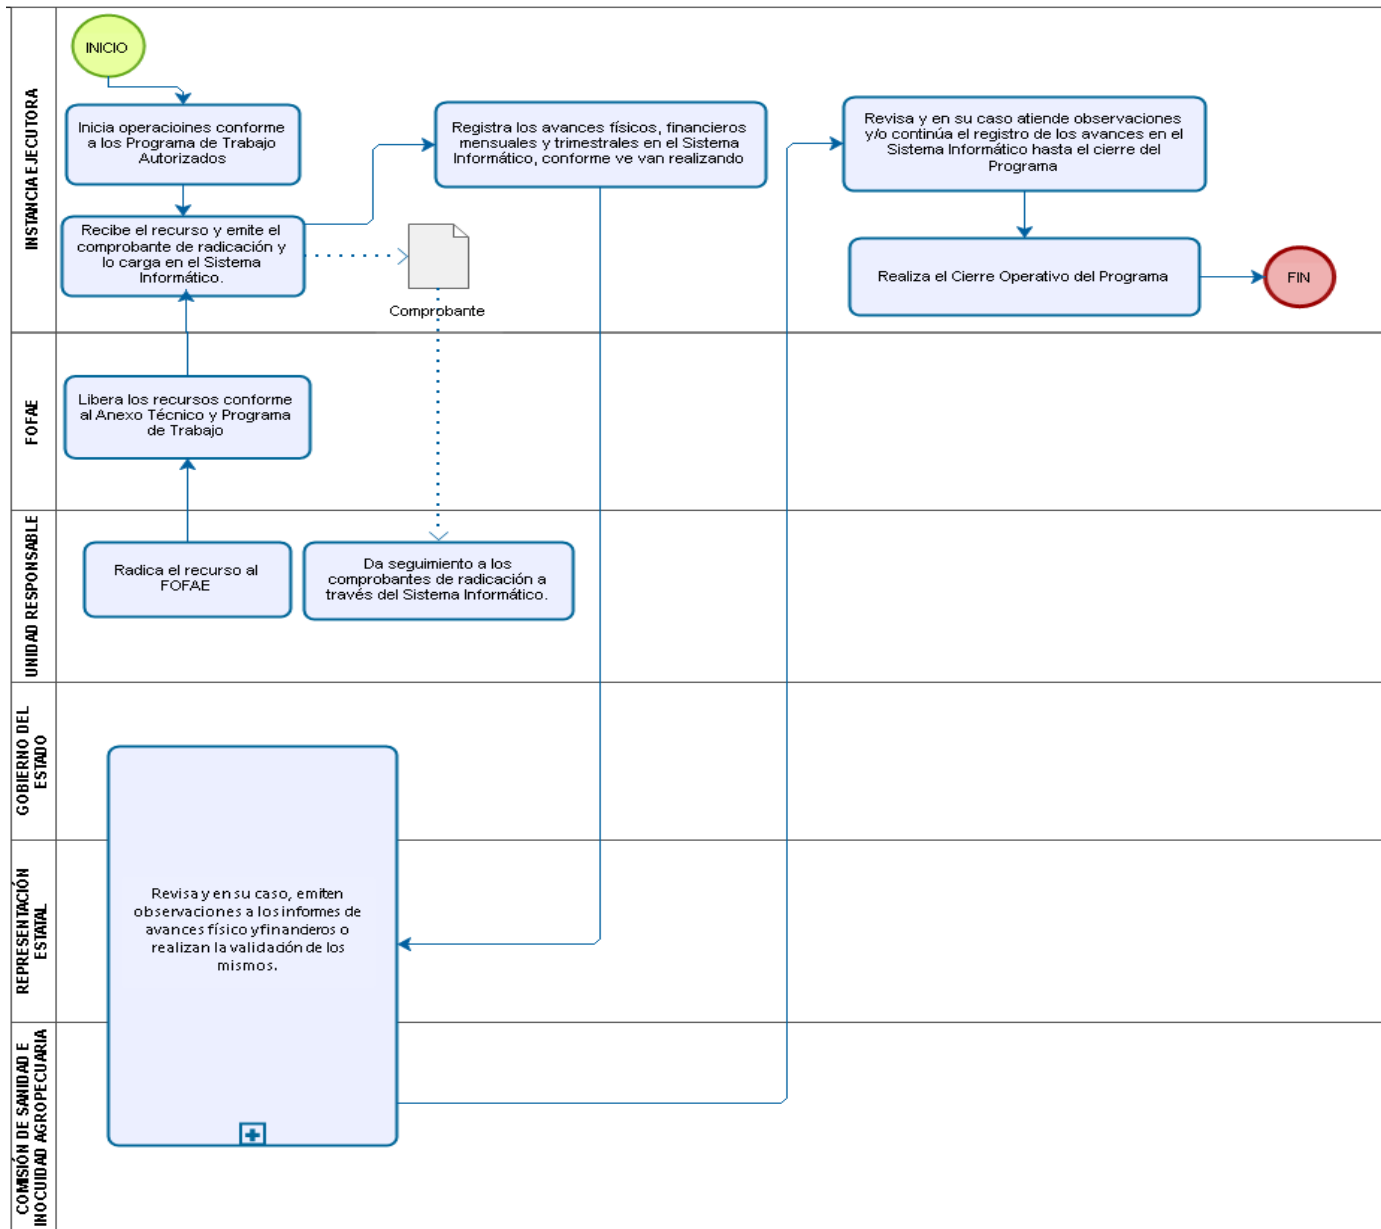 INSTANCIA EJECUTORA
INICIO
Inicia operacioines conforme
a los Programa de Trabajo
Autorizados
Recibe el recurso y emite el
comprobante de radicación y
lo carga en el Sistema
Informático.
Comprobante
Registra los avances físicos, financieros
mensuales y trimestrales en el Sistema
Informático, conforme ve van realizando
Revisa y en su caso atiende observaciones
y/o continúa el registro de los avances en el
Sistema Informático hasta el cierre del
Programa
Realiza el Cierre Operativo del Programa
FIN
FOFAE
Libera los recursos conforme
al Anexo Técnico y Programa
de Trabajo
UNIDAD RESPONSABLE
Radica el recurso al
FOFAE
Da seguimiento a los
comprobantes de radicación a
través del Sistema Informático.
GOBIERNO DEL
ESTADO
REPRESENTACIÓN
ESTATAL
Revisa y en su caso, emiten
observaciones a los informes de
avances físico y financieros o
realizan la validación de los
mismos.
COMISIÓN DE SANIDAD E
INOCUIDAD AGROPECUARIA